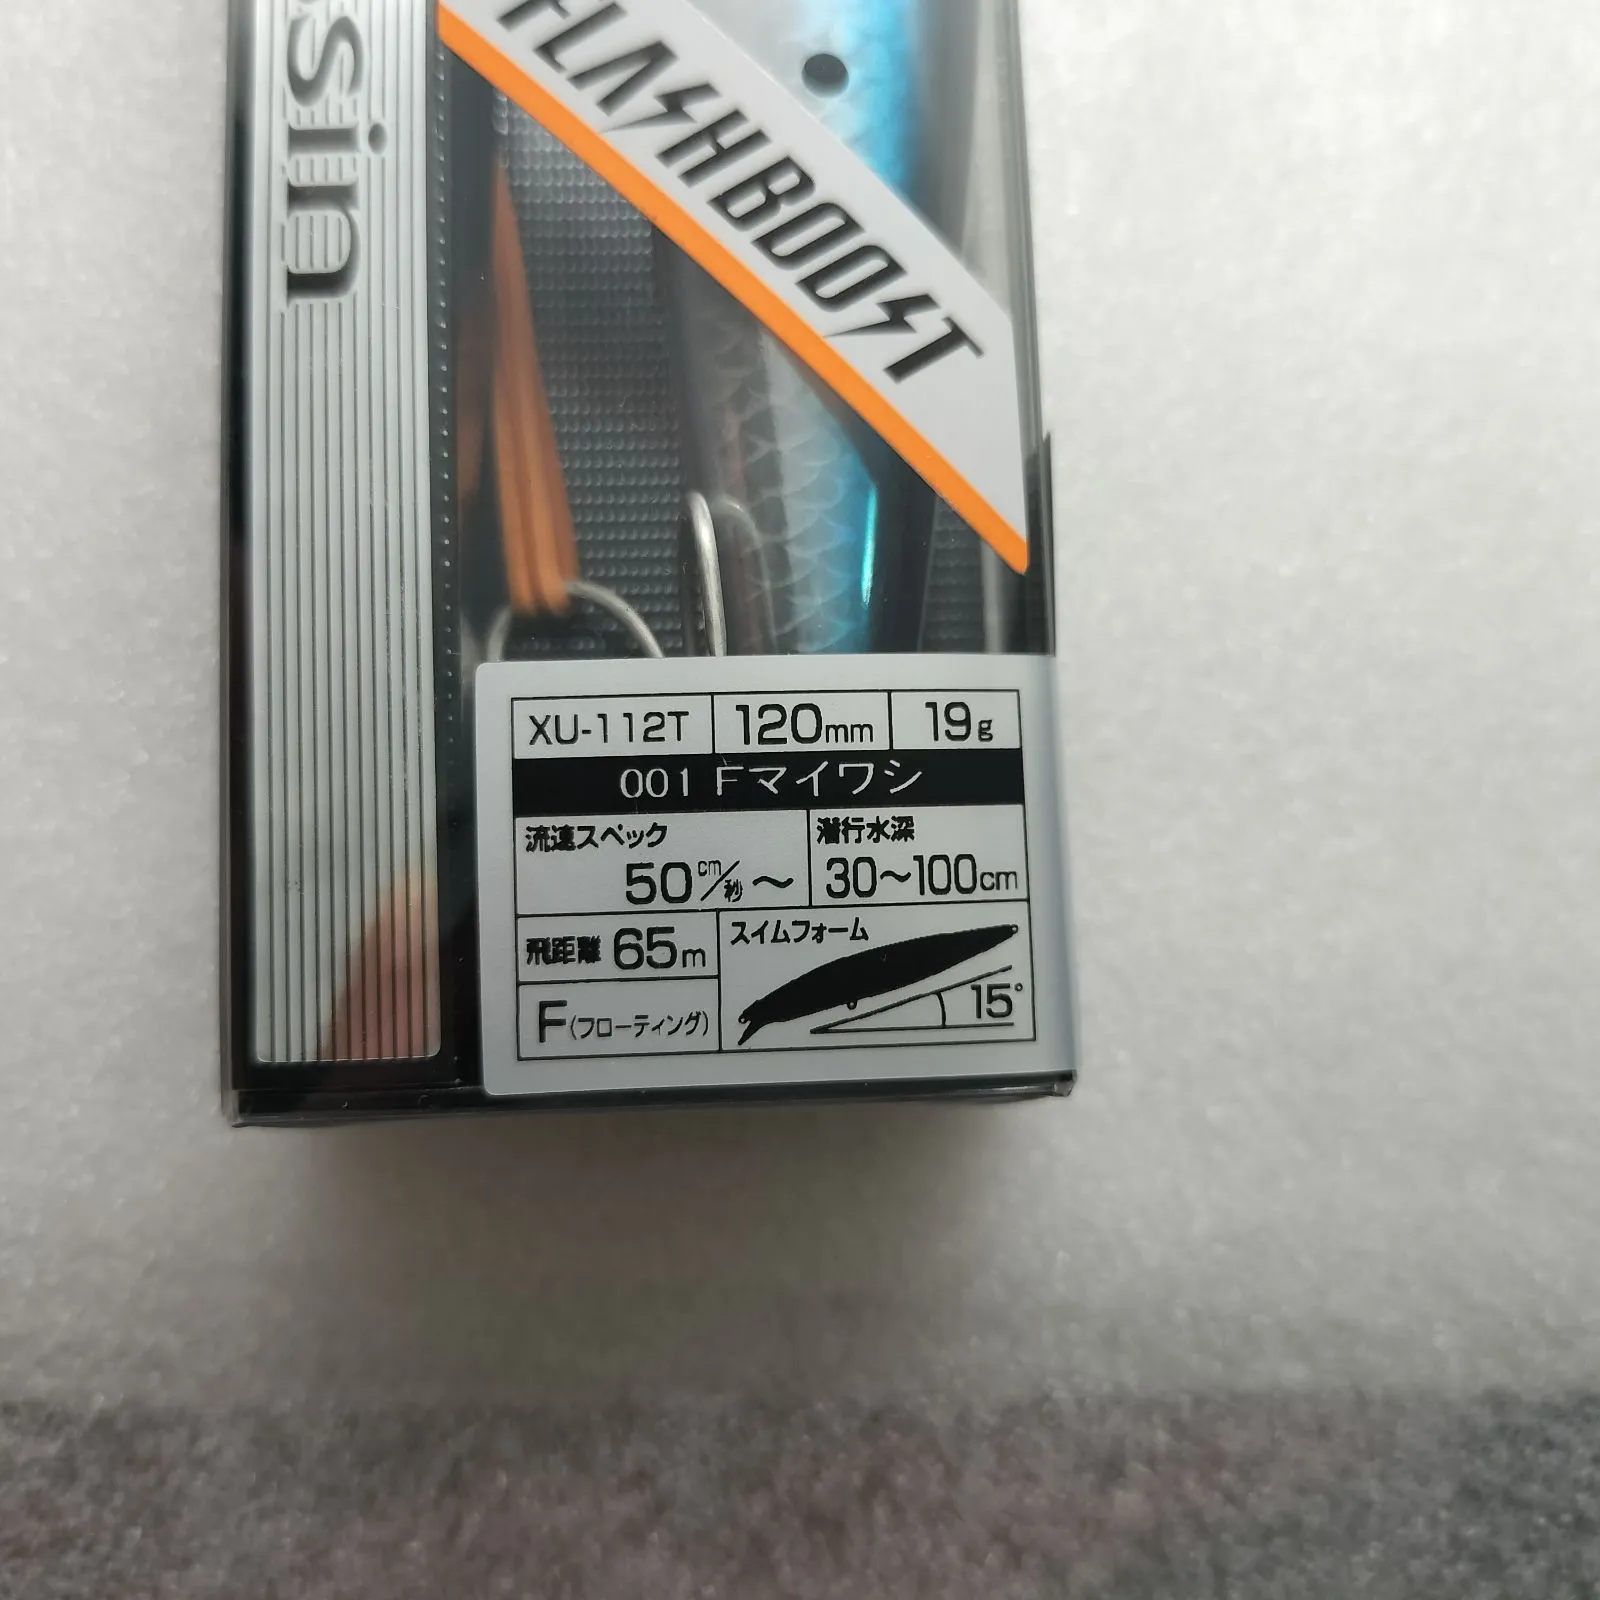 sin
FLASHBOOST
XU-112T 120mm 19g
001 Fマイワシ
流速スペック 潜行水深
50cm/秒～ 30～100cm
飛距離 65m スイムフォーム
F(フローティング) 15°